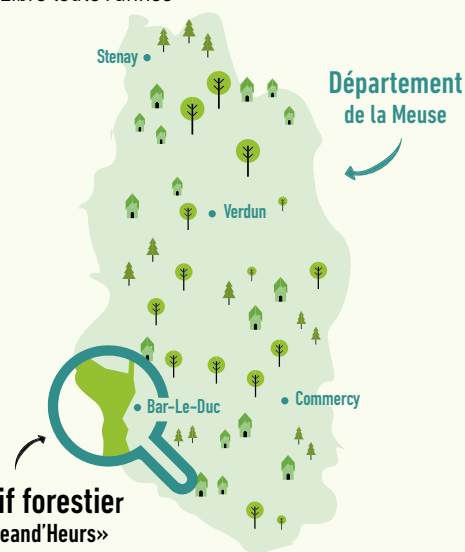 Stenay
Département
de la Meuse
Verdun
Bar-Le-Duc
Commercy
if forestier
eand'Heurs»